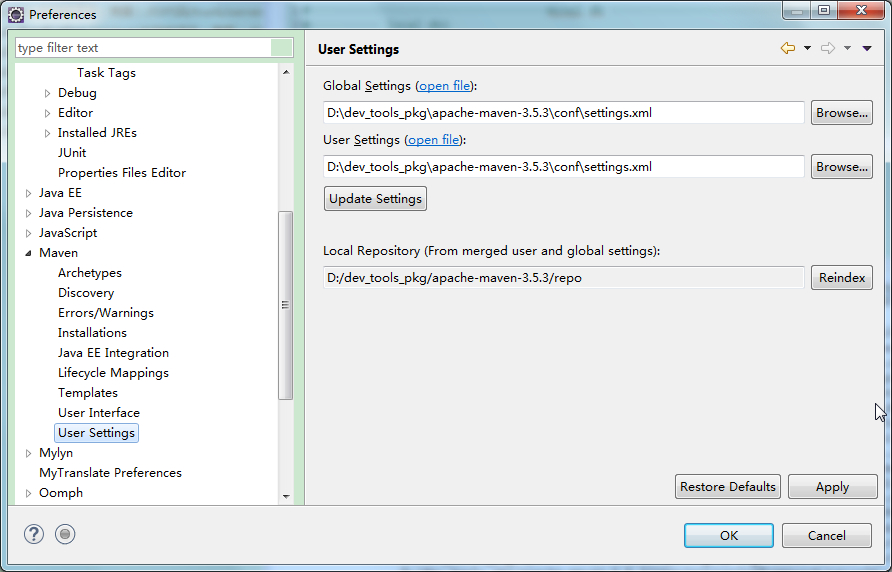 Preferences
type filter text
Task Tags
Debug
Editor
Installed JREs
JUnit
Properties Files Editor
Java EE
Java Persistence
JavaScript
Maven
Archetypes
Discovery
Errors/Warnings
Installations
Java EE Integration
Lifecycle Mappings
Templates
User Interface
User Settings
Mylyn
MyTranslate Preferences
Oomph
User Settings
Global Settings (open file):
D:\dev_tools_pkg\apache-maven-3.5.3\conf\settings.xml Browse...
User Settings (open file):
D:\dev_tools_pkg\apache-maven-3.5.3\conf\settings.xml Browse...
Update Settings
Local Repository (From merged user and global settings):
D:/dev_tools_pkg/apache-maven-3.5.3/repo Reindex
Restore Defaults Apply
? OK Cancel